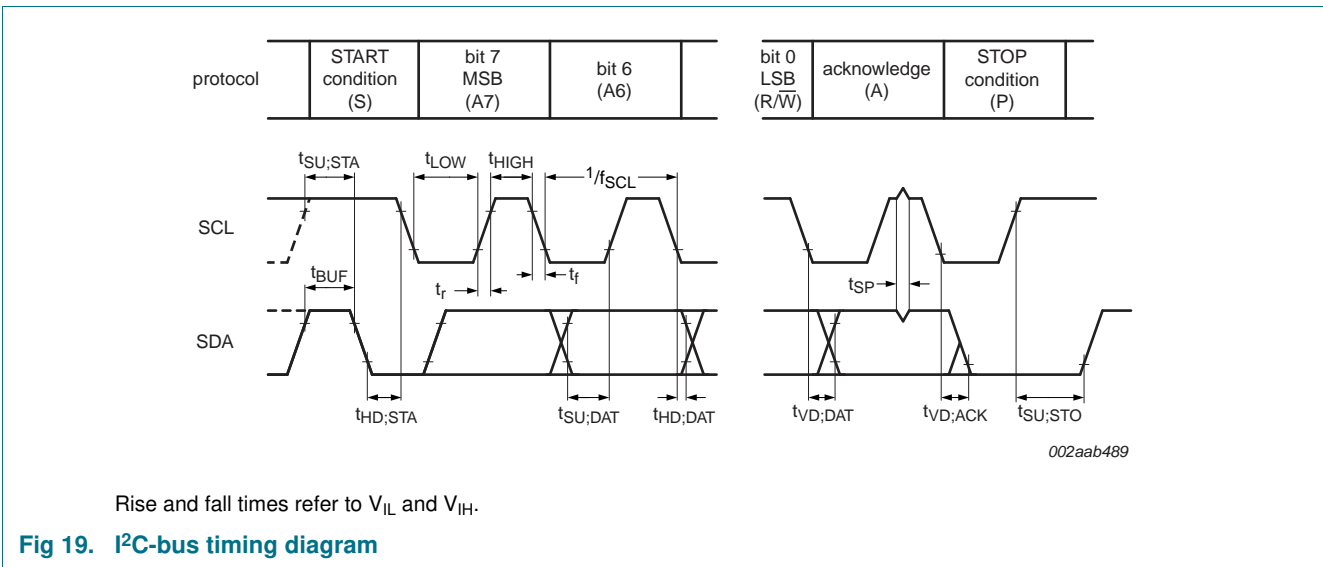 protocol
START
condition
(S)
bit 7
MSB
(A7)
bit 6
(A6)
bit 0
LSB
(R/W̅)
acknowledge
(A)
STOP
condition
(P)
tSU;STA
tLOW
tHIGH
1/fSCL
SCL
tBUF
tr
tf
tSP
SDA
tHD;STA
tSU;DAT
tHD;DAT
tVD;DAT
tVD;ACK
tSU;STO
002aab489
Rise and fall times refer to VIL and VIH.
Fig 19. I²C-bus timing diagram